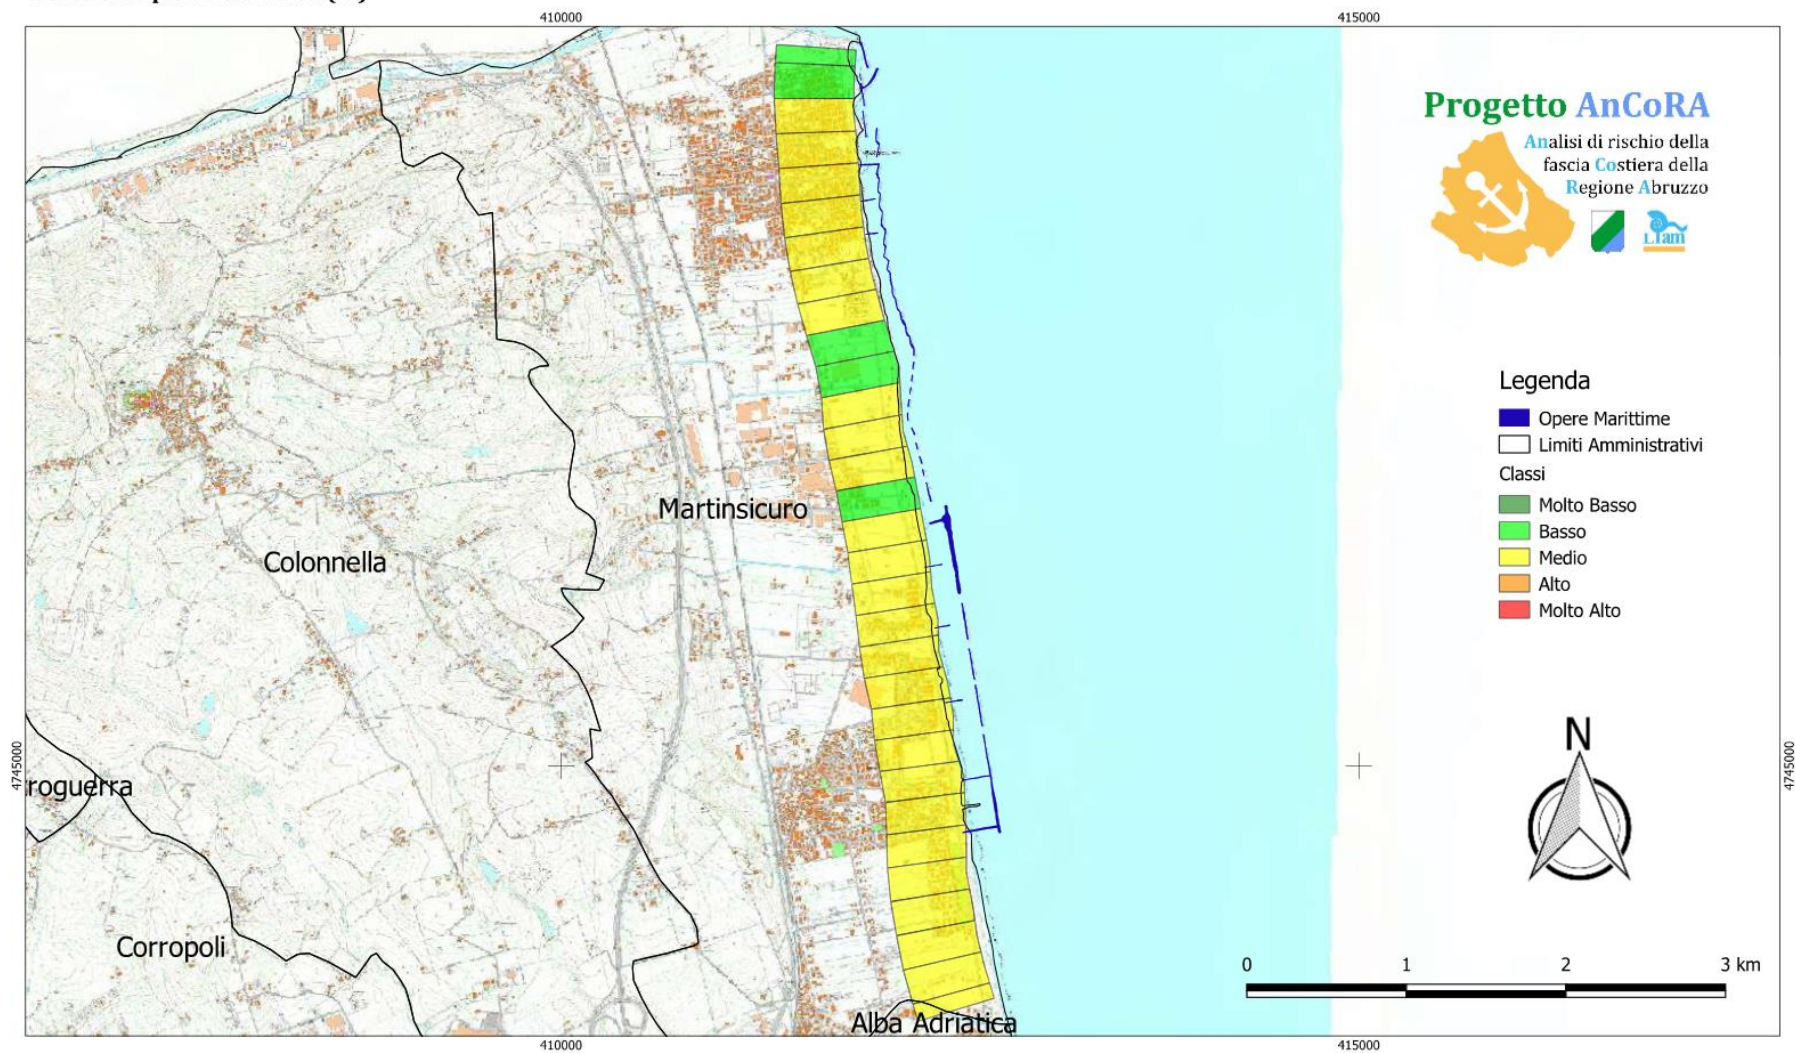 410000
415000
Progetto AnCoRA
Analisi di rischio della
fascia Costiera della
Regione Abruzzo
LIam
Legenda
Opere Marittime
Limiti Amministrativi
Classi
Molto Basso
Basso
Medio
Alto
Molto Alto
Martinsicuro
Colonnella
N
4745000
4745000
roguerra
Corropoli
0 1 2 3 km
Alba Adriatica
410000
415000